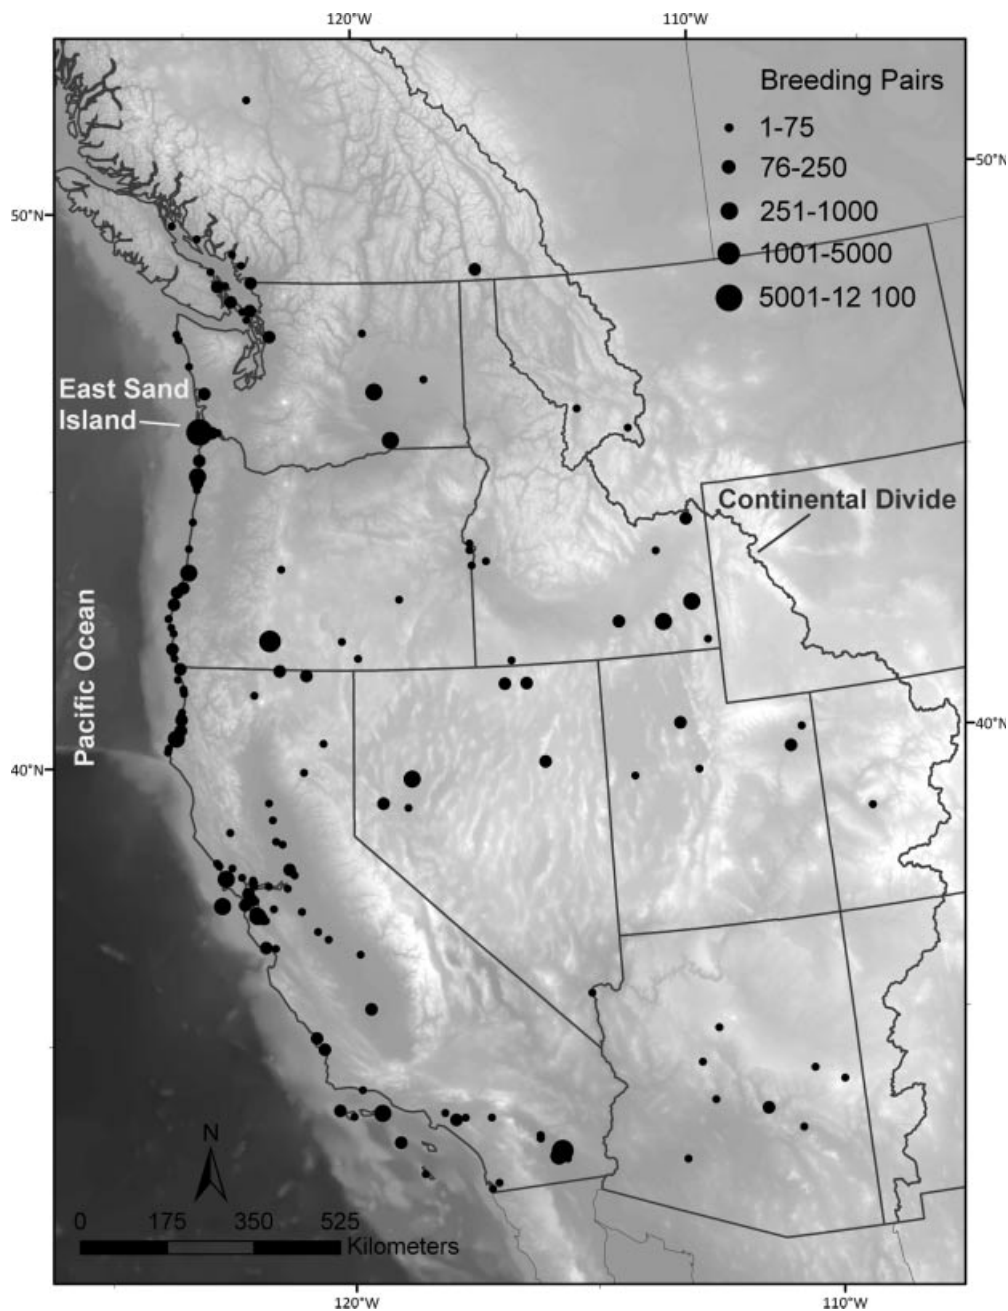 120°W
110°W
Breeding Pairs
1-75
76-250
251-1000
1001-5000
5001-12 100
50°N
50°N
East Sand
Island
Continental Divide
Pacific Ocean
40°N
40°N
N
0 175 350 525
Kilometers
120°W
110°W